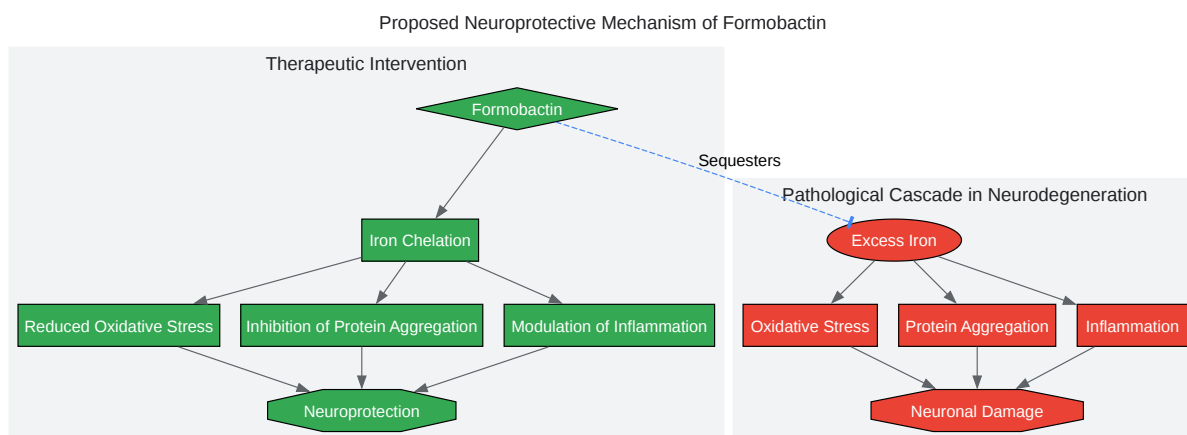 Proposed Neuroprotective Mechanism of Formobactin
Therapeutic Intervention
Formobactin
Sequesters
Pathological Cascade in Neurodegeneration
Iron Chelation
Excess Iron
Reduced Oxidative Stress
Inhibition of Protein Aggregation
Modulation of Inflammation
Oxidative Stress
Protein Aggregation
Inflammation
Neuroprotection
Neuronal Damage